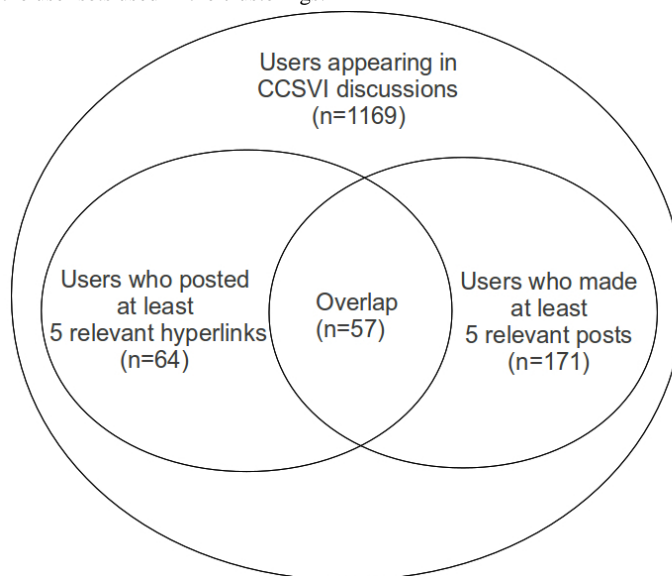 Users appearing in
CCSVI discussions
(n=1169)
Users who posted
at least
5 relevant hyperlinks
(n=64)
Overlap
(n=57)
Users who made
at least
5 relevant posts
(n=171)